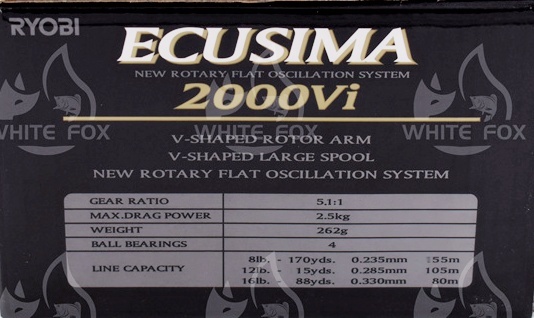 RYOBI
ECUSIMA
NEW ROTARY FLAT OSCILLATION SYSTEM
2000Vi
WHITE FOX WHITE FOX WHITE FOX
V-SHAPED ROTOR ARM
V-SHAPED LARGE SPOOL
NEW ROTARY FLAT OSCILLATION SYSTEM
GEAR RATIO 5.1:1
MAX.DRAG POWER 2.5kg
WEIGHT 262g
BALL BEARINGS 4
LINE CAPACITY
8lb. - 170yds. 0.235mm 155m
12lb. - 15yds. 0.285mm 105m
16lb. - 88yds. 0.330mm 80m